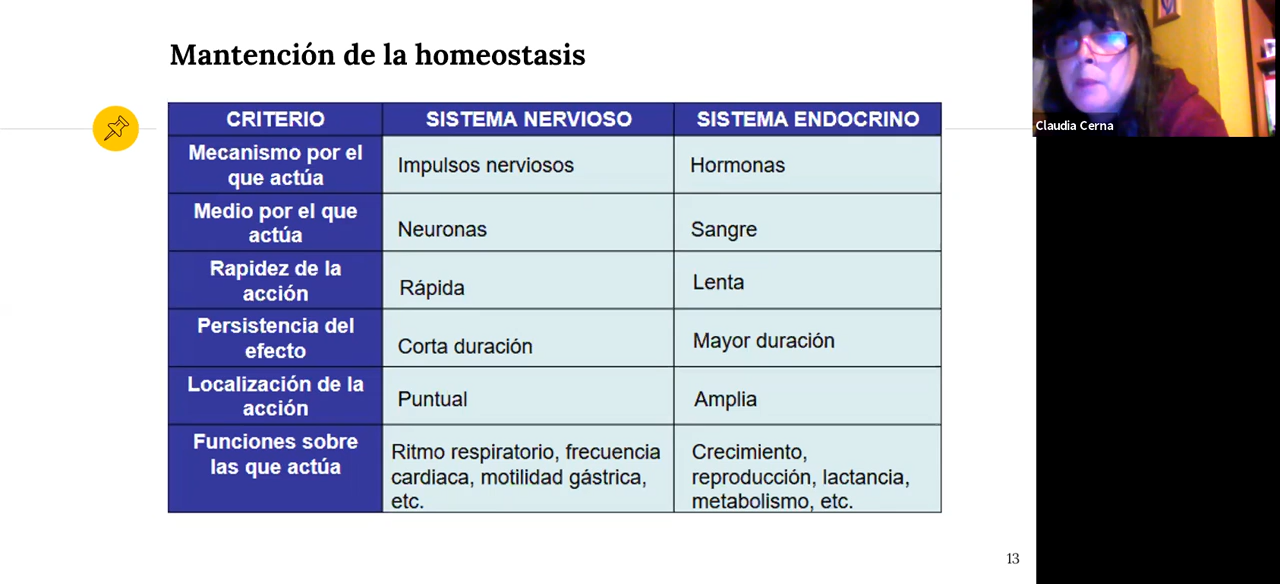 Mantención de la homeostasis
CRITERIO SISTEMA NERVIOSO SISTEMA ENDOCRINO
Mecanismo por el
que actúa
Impulsos nerviosos
Hormonas
Medio por el que
actúa
Neuronas
Sangre
Rapidez de la
acción
Rápida
Lenta
Persistencia del
efecto
Corta duración
Mayor duración
Localización de la
acción
Puntual
Amplia
Funciones sobre
las que actúa
Ritmo respiratorio, frecuencia
cardiaca, motilidad gástrica,
etc.
Crecimiento,
reproducción, lactancia,
metabolismo, etc.
13
Claudia Cerna